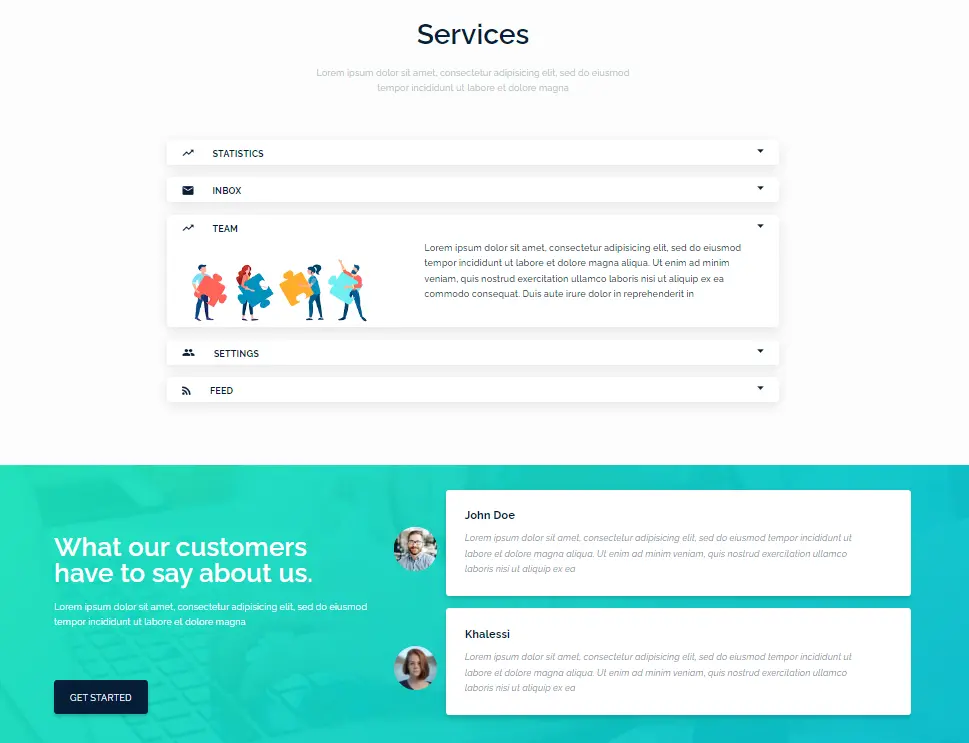 Services
Lorem ipsum dolor sit amet, consectetur adipisicing elit, sed do eiusmod
tempor incididunt ut labore et dolore magna
STATISTICS
INBOX
TEAM
Lorem ipsum dolor sit amet, consectetur adipisicing elit, sed do eiusmod
tempor incididunt ut labore et dolore magna aliqua. Ut enim ad minim
veniam, quis nostrud exercitation ullamco laboris nisi ut aliquip ex ea
commodo consequat. Duis aute irure dolor in reprehenderit in
SETTINGS
FEED
What our customers
have to say about us.
Lorem ipsum dolor sit amet, consectetur adipisicing elit, sed do eiusmod
tempor incididunt ut labore et dolore magna
GET STARTED
John Doe
Lorem ipsum dolor sit amet, consectetur adipisicing elit, sed do eiusmod tempor incididunt ut
labore et dolore magna aliqua. Ut enim ad minim veniam, quis nostrud exercitation ullamco
laboris nisi ut aliquip ex ea
Khalessi
Lorem ipsum dolor sit amet, consectetur adipisicing elit, sed do eiusmod tempor incididunt ut
labore et dolore magna aliqua. Ut enim ad minim veniam, quis nostrud exercitation ullamco
laboris nisi ut aliquip ex ea